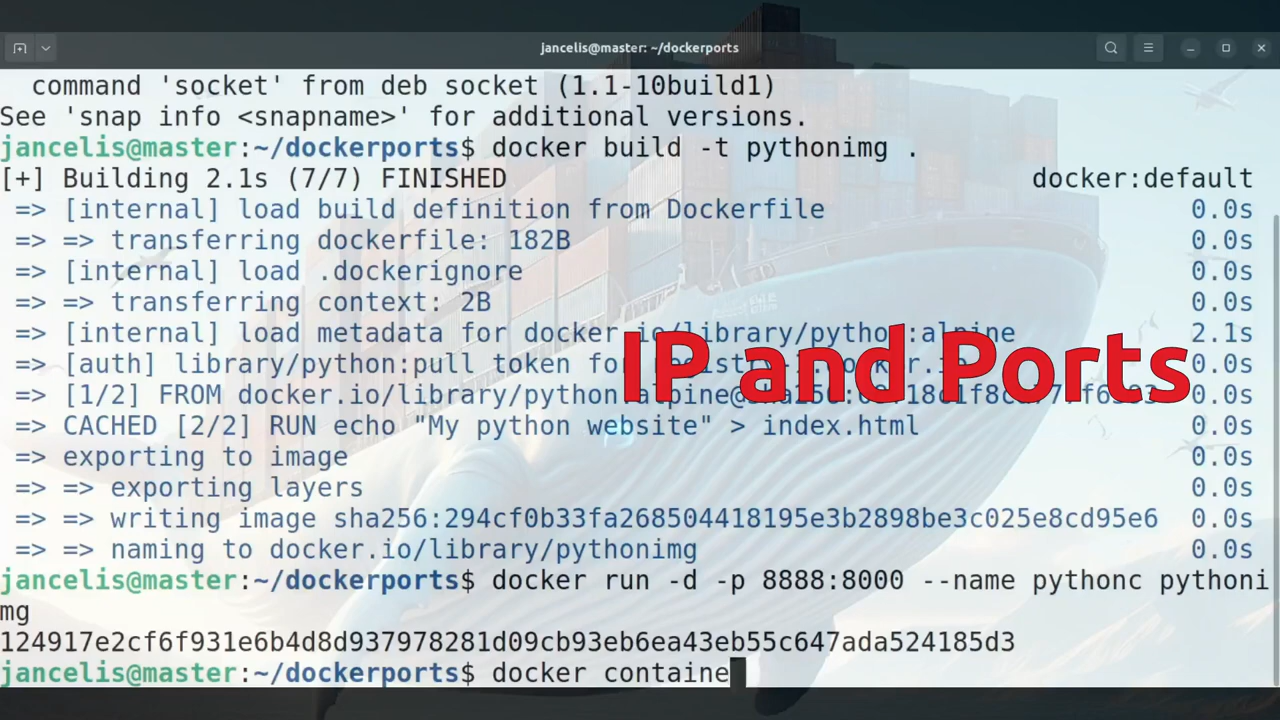 jancelis@master: ~/dockerports
command 'socket' from deb socket (1.1-10build1)
See 'snap info <snapname>' for additional versions.
jancelis@master:~/dockerports$ docker build -t pythonimg .
[+] Building 2.1s (7/7) FINISHED docker:default
=> [internal] load build definition from Dockerfile 0.0s
=> => transferring dockerfile: 182B 0.0s
=> [internal] load .dockerignore 0.0s
=> => transferring context: 2B 0.0s
=> [internal] load metadata for docker.io/library/python:alpine 2.1s
IP and Ports
=> [auth] library/python:pull token for 0.0s
=> [1/2] FROM docker.io/library/python 0.0s
=> CACHED [2/2] RUN echo "My python website" > index.html 0.0s
=> exporting to image 0.0s
=> => exporting layers 0.0s
=> => writing image sha256:294cf0b33fa268504418195e3b2898be3c025e8cd95e6 0.0s
=> => naming to docker.io/library/pythonimg 0.0s
jancelis@master:~/dockerports$ docker run -d -p 8888:8000 --name pythonc pythoni
mg
124917e2cf6f931e6b4d8d937978281d09cb93eb6ea43eb55c647ada524185d3
jancelis@master:~/dockerports$ docker containe